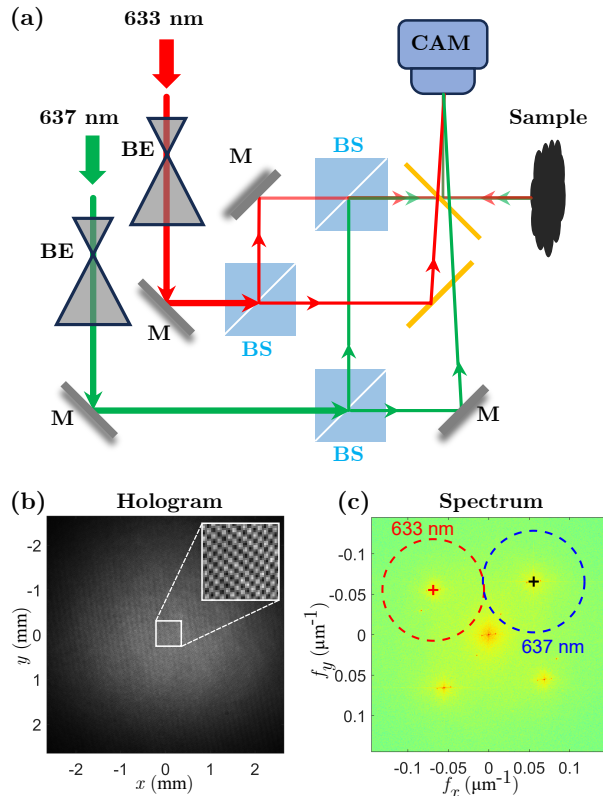 (a)
633 nm
CAM
637 nm
BE
M
BS
Sample
BE
M
BS
M
M
BS
(b)
Hologram
-2
-1
0
1
2
y (mm)
-2
-1
0
1
2
x (mm)
(c)
Spectrum
633 nm
637 nm
-0.1
-0.05
0
0.05
0.1
f_y (μm⁻¹)
-0.1
-0.05
0
0.05
0.1
f_x (μm⁻¹)